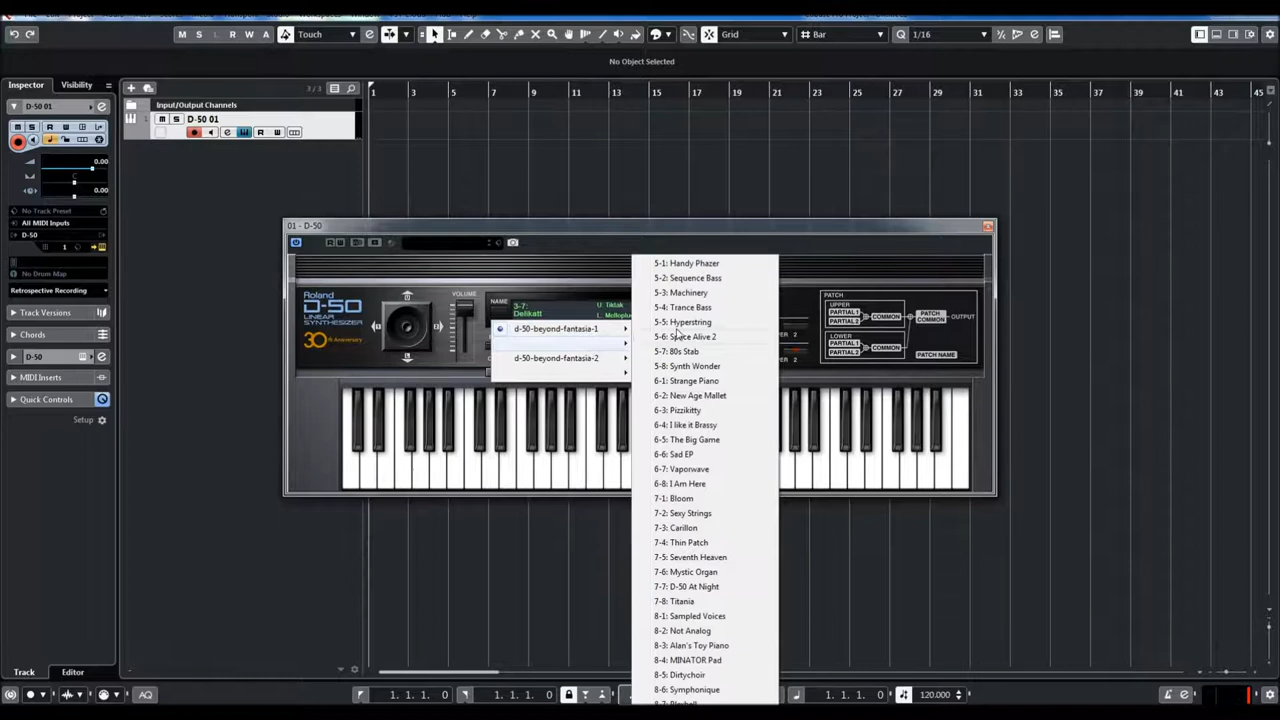 M S L R W A
Touch
Grid
Bar
Q 1/16
No Object Selected
Inspector
Visibility
3 / 3
1 3 5 7 9 11 13 15 17 19 21 23 25 27 29 31 33 35 37 39 41 43 45
D-50 01
Input/Output Channels
M S
1 M S D-50 01
R W
0.00
C
0.00
No Track Preset
All MIDI Inputs
D-50
1
No Drum Map
Retrospective Recording
Track Versions
Chords
D-50
MIDI Inserts
Quick Controls
Setup
01 - D-50
Roland
D-50
LINEAR
SYNTHESIZER
30th Anniversary
VOLUME
NAME
3-7:
Delikatt
U: Tiktak
d-50-beyond-fantasia-1
d-50-beyond-fantasia-2
PATCH
UPPER
PARTIAL 1
PARTIAL 2
COMMON
LOWER
PARTIAL 1
PARTIAL 2
COMMON
PATCH
COMMON
OUTPUT
PATCH NAME
5-1: Handy Phazer
5-2: Sequence Bass
5-3: Machinery
5-4: Trance Bass
5-5: Hyperstring
5-6: Space Alive 2
5-7: 80s Stab
5-8: Synth Wonder
6-1: Strange Piano
6-2: New Age Mallet
6-3: Pizzikitty
6-4: I like it Brassy
6-5: The Big Game
6-6: Sad EP
6-7: Vaporwave
6-8: I Am Here
7-1: Bloom
7-2: Sexy Strings
7-3: Carillon
7-4: Thin Patch
7-5: Seventh Heaven
7-6: Mystic Organ
7-7: D-50 At Night
7-8: Titania
8-1: Sampled Voices
8-2: Not Analog
8-3: Alan's Toy Piano
8-4: MINATOR Pad
8-5: Dirtychoir
8-6: Symphonique
Track
Editor
AQ
1. 1. 1. 0
1. 1. 1. 0
1. 1. 1. 0
120.000